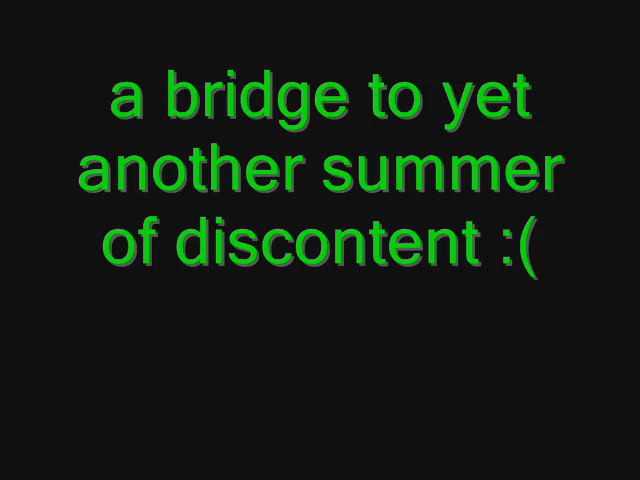 a bridge to yet
another summer
of discontent :(